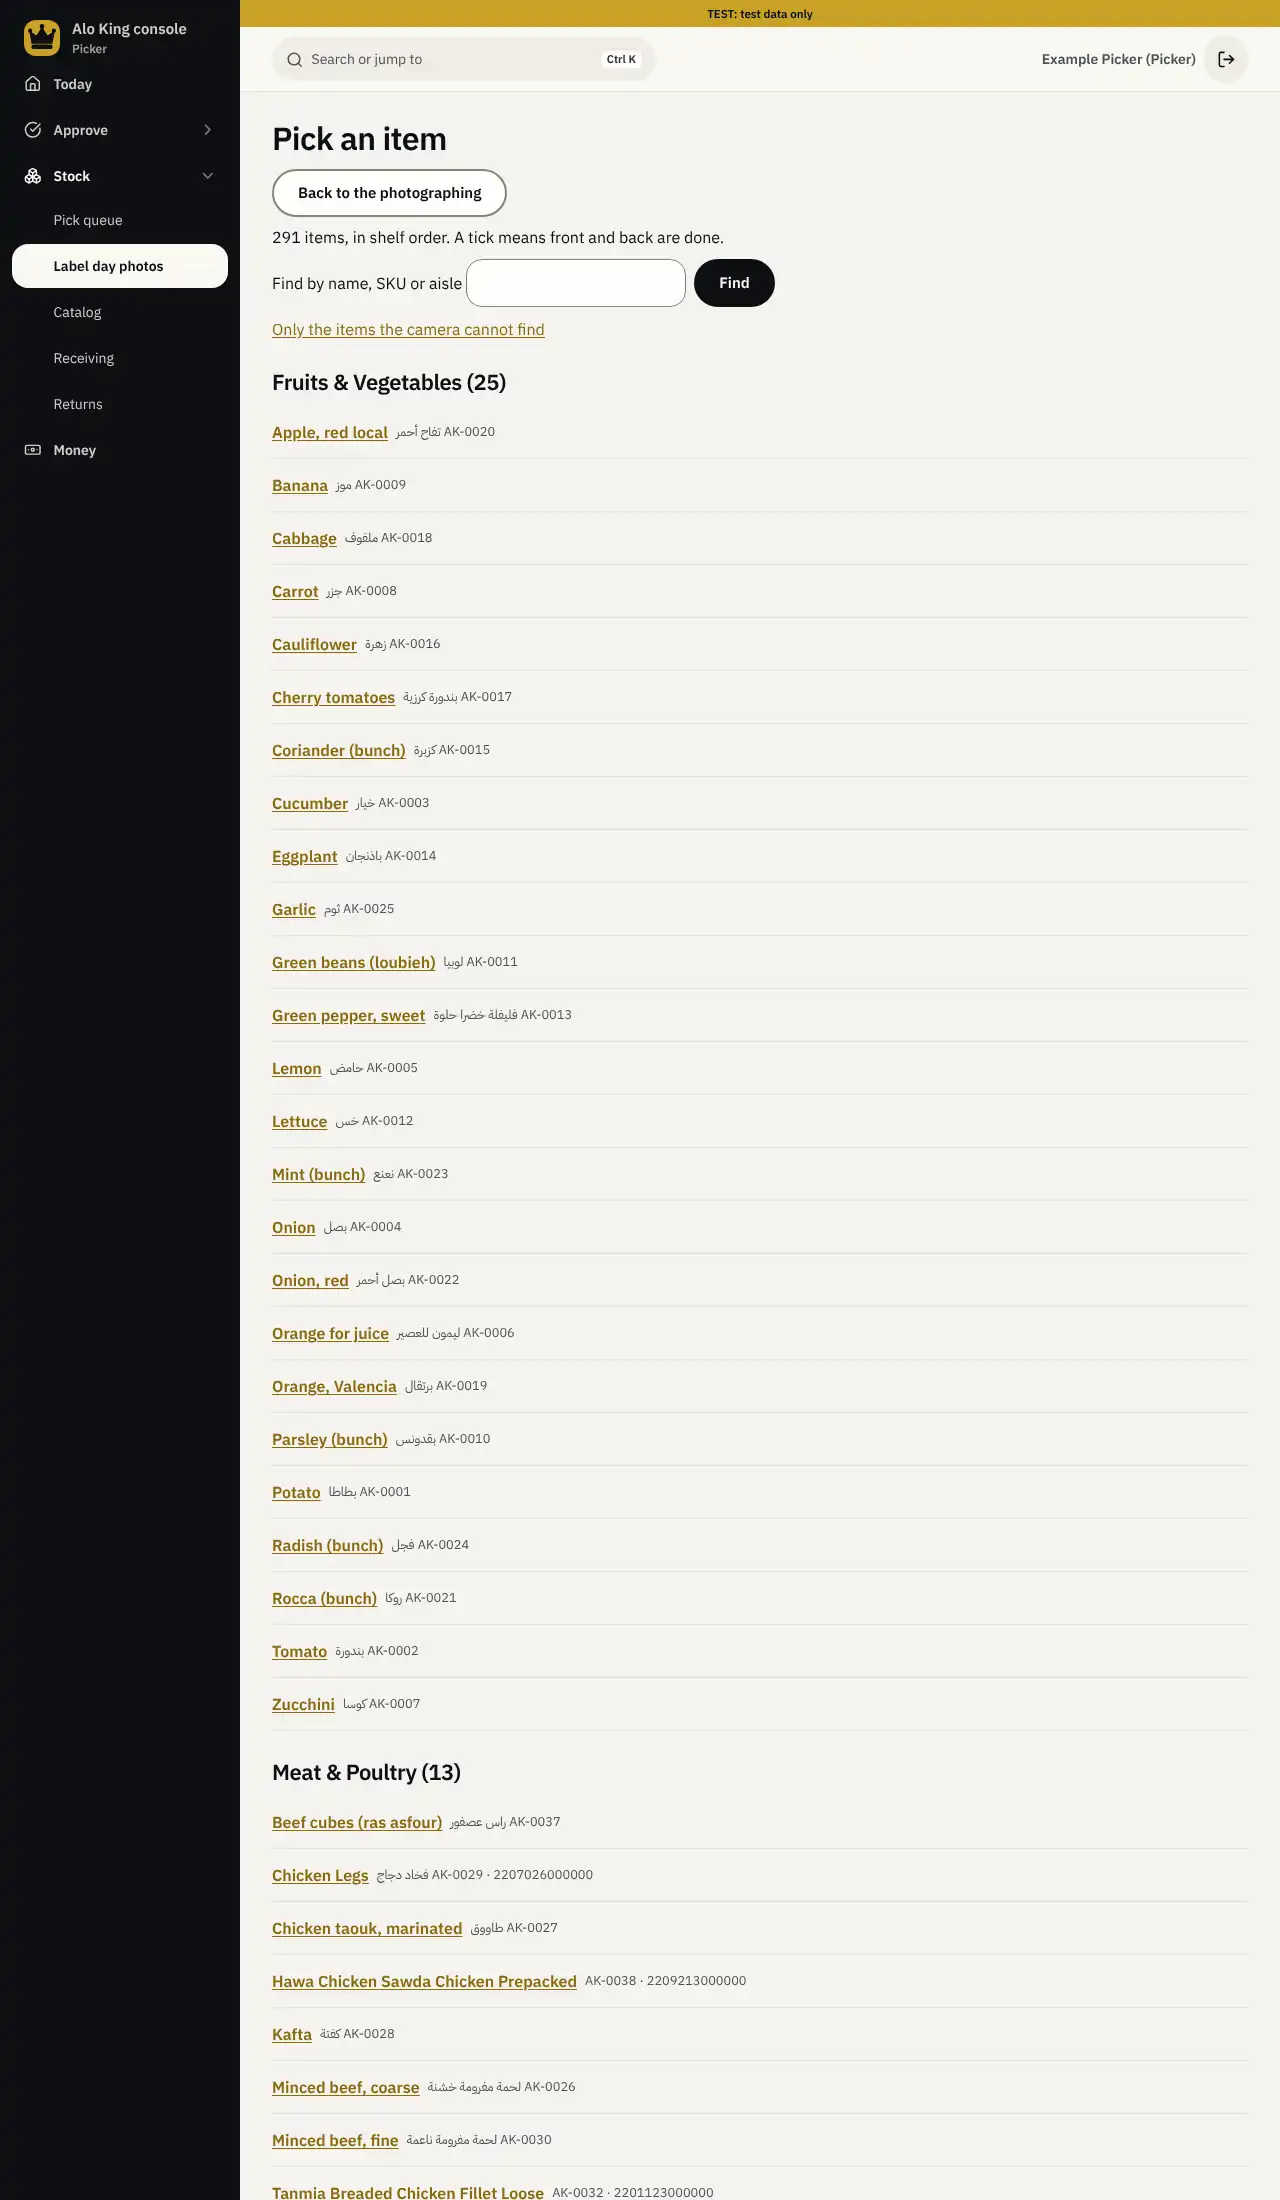 TEST: test data only
Alo King console
Picker
Today
Approve
Stock
Pick queue
Label day photos
Catalog
Receiving
Returns
Money
Search or jump to
Ctrl K
Example Picker (Picker)
Pick an item
Back to the photographing
291 items, in shelf order. A tick means front and back are done.
Find by name, SKU or aisle
Find
Only the items the camera cannot find
Fruits & Vegetables (25)
Apple, red local تفاح أحمر AK-0020
Banana موز AK-0009
Cabbage ملفوف AK-0018
Carrot جزر AK-0008
Cauliflower زهرة AK-0016
Cherry tomatoes بندورة كرزية AK-0017
Coriander (bunch) كزبرة AK-0015
Cucumber خيار AK-0003
Eggplant باذنجان AK-0014
Garlic ثوم AK-0025
Green beans (loubieh) لوبيا AK-0011
Green pepper, sweet فليفلة خضرا حلوة AK-0013
Lemon حامض AK-0005
Lettuce خس AK-0012
Mint (bunch) نعنع AK-0023
Onion بصل AK-0004
Onion, red بصل أحمر AK-0022
Orange for juice ليمون للعصير AK-0006
Orange, Valencia برتقال AK-0019
Parsley (bunch) بقدونس AK-0010
Potato بطاطا AK-0001
Radish (bunch) فجل AK-0024
Rocca (bunch) روكا AK-0021
Tomato بندورة AK-0002
Zucchini كوسا AK-0007
Meat & Poultry (13)
Beef cubes (ras asfour) راس عصفور AK-0037
Chicken Legs فخاد دجاج AK-0029 · 2207026000000
Chicken taouk, marinated طاووق AK-0027
Hawa Chicken Sawda Chicken Prepacked AK-0038 · 2209213000000
Kafta كفتة AK-0028
Minced beef, coarse لحمة مفرومة خشنة AK-0026
Minced beef, fine لحمة مفرومة ناعمة AK-0030
Tanmia Breaded Chicken Fillet Loose AK-0032 · 2201123000000